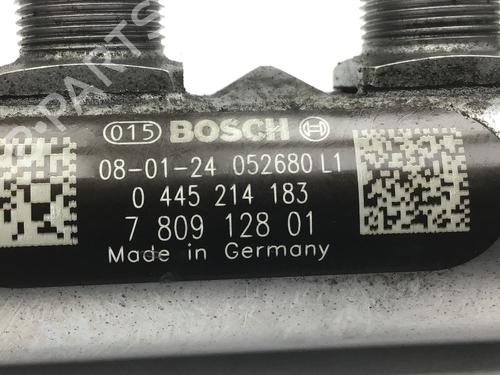 015 BOSCH
08-01-24 052680 L1
0 445 214 183
7 809 128 01
Made in Germany